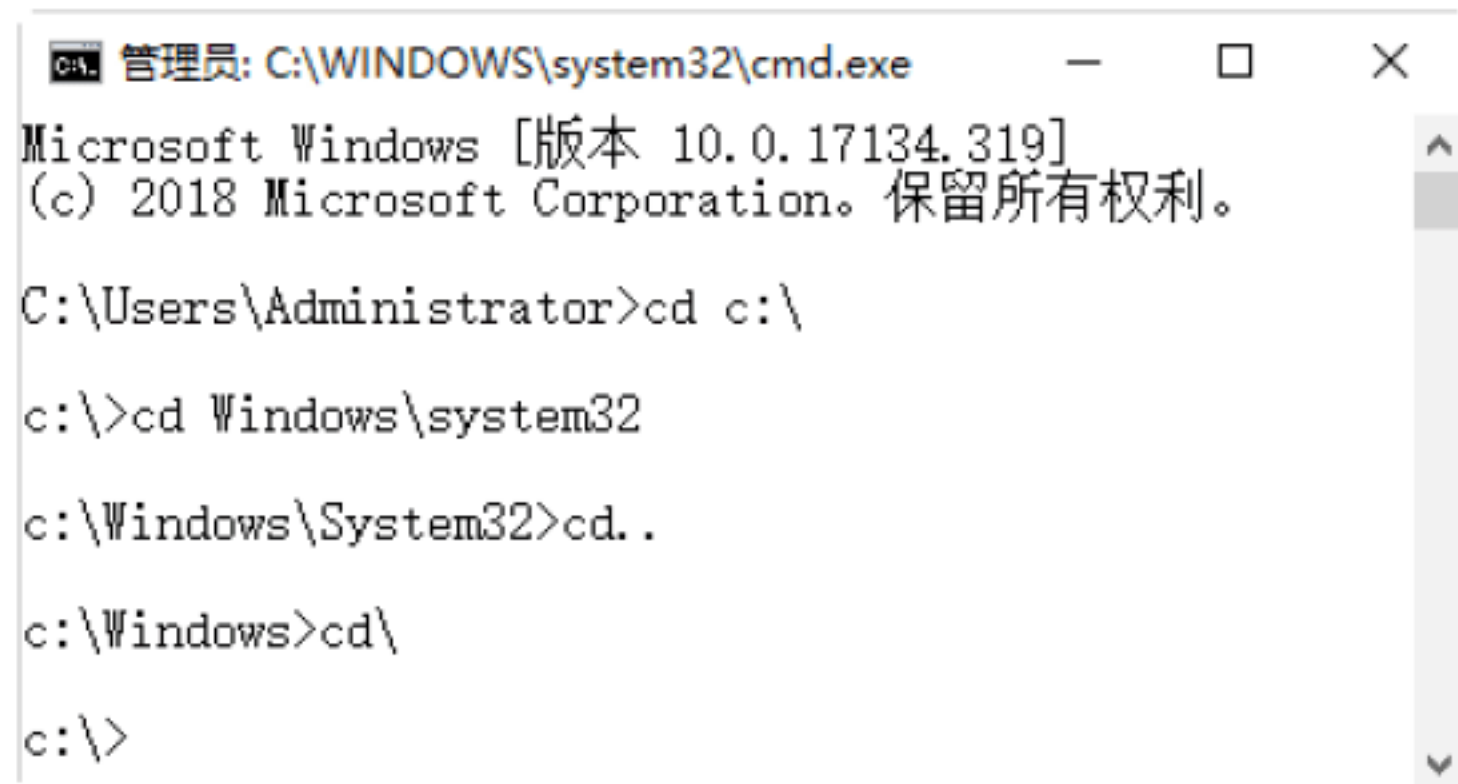 管理员: C:\WINDOWS\system32\cmd.exe
Microsoft Windows [版本 10.0.17134.319]
(c) 2018 Microsoft Corporation。保留所有权利。
C:\Users\Administrator>cd c:\
c:\>cd Windows\system32
c:\Windows\System32>cd..
c:\Windows>cd\
c:\>